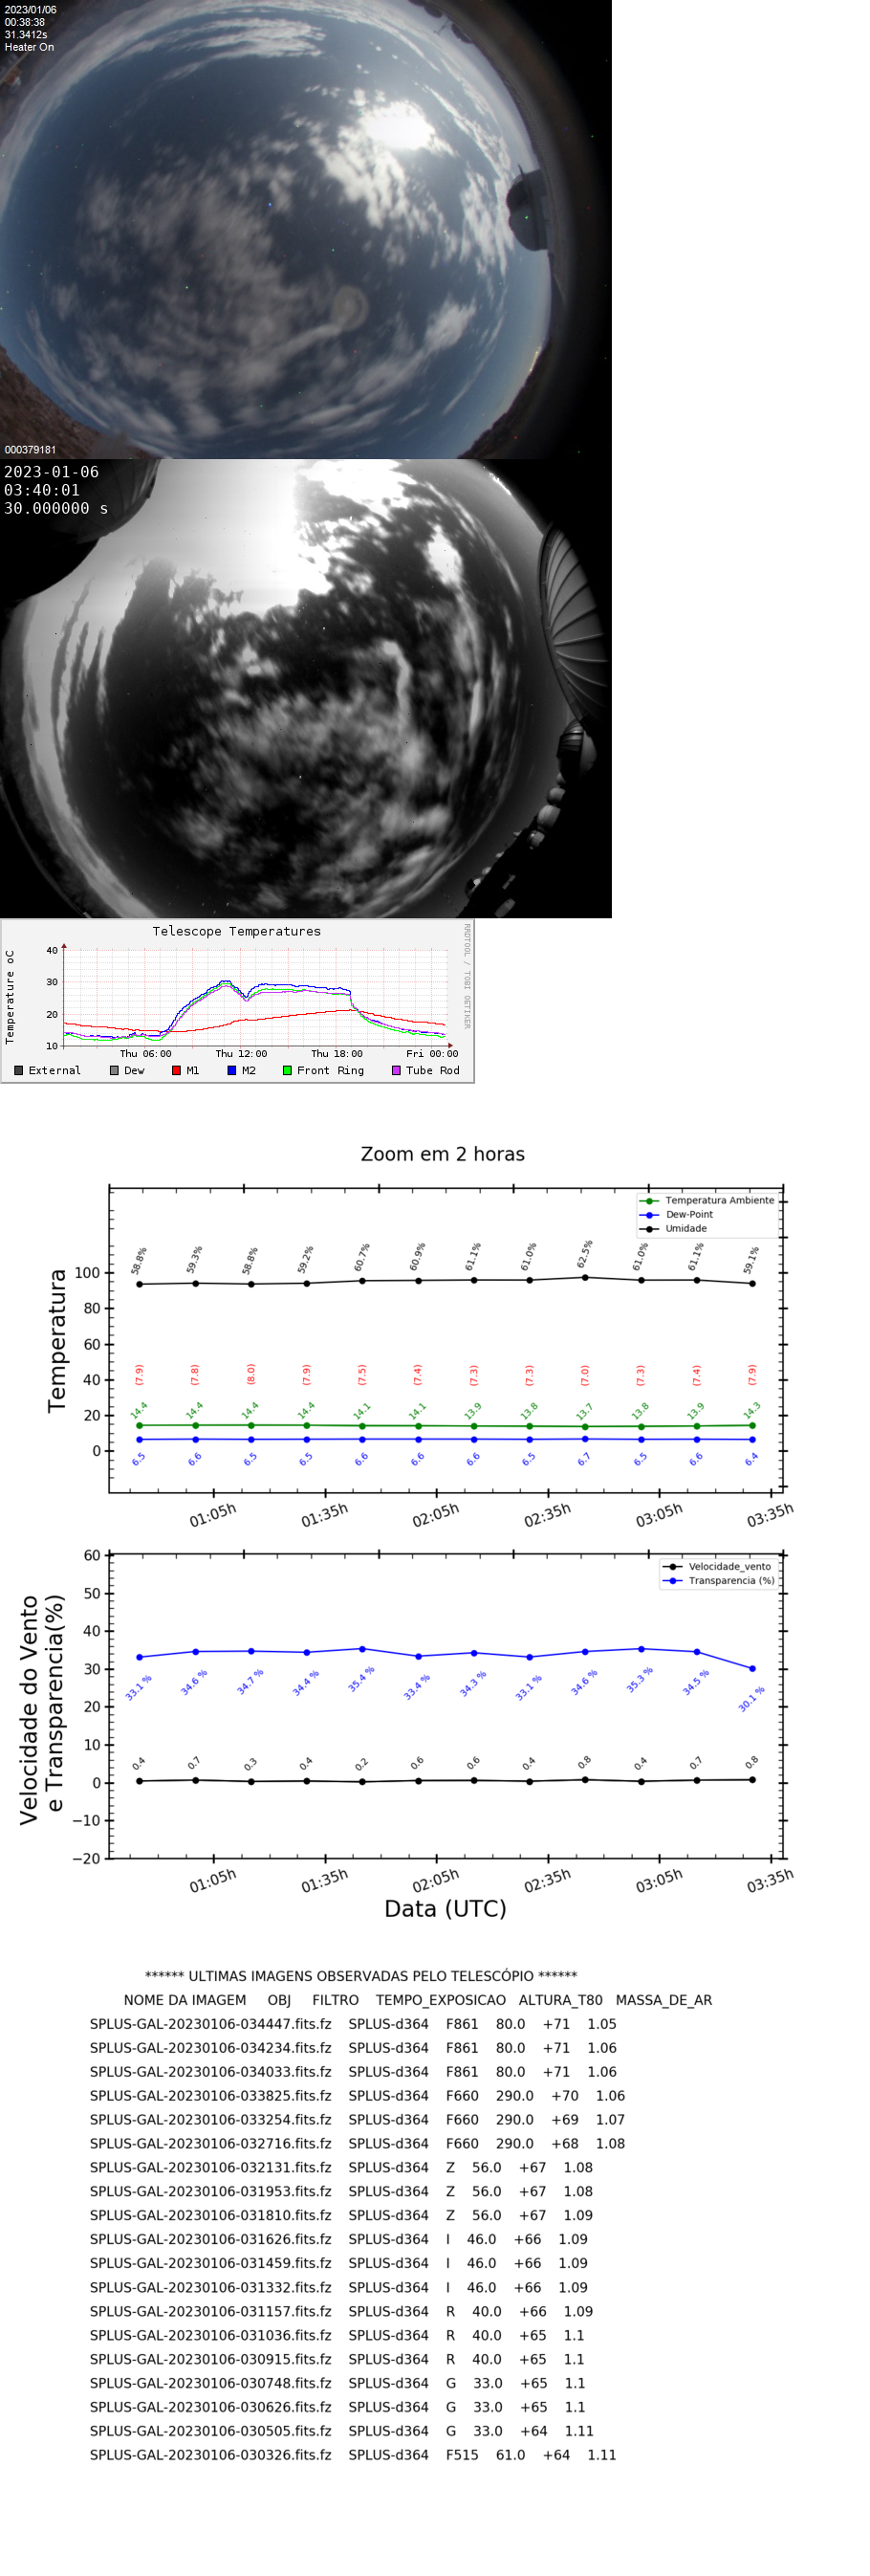 2023/01/06
00:38:38
31.3412s
Heater On
000379181
2023-01-06
03:40:01
30.000000 s
Telescope Temperatures
RRDTOOL / TOBI OETIKER
Temperature oC
40
30
20
10
Thu 06:00 Thu 12:00 Thu 18:00 Fri 00:00
External Dew M1 M2 Front Ring Tube Rod
Zoom em 2 horas
Temperatura Ambiente
Dew-Point
Umidade
Temperatura
100
80
60
40
20
0
58.8% 59.3% 58.8% 59.2% 60.7% 60.9% 61.1% 61.0% 62.5% 61.0% 61.1% 59.1%
(7.9) (7.8) (8.0) (7.9) (7.5) (7.4) (7.3) (7.3) (7.0) (7.3) (7.4) (7.9)
14.4 14.4 14.4 14.4 14.1 14.1 13.9 13.8 13.7 13.8 13.9 14.3
6.5 6.6 6.5 6.5 6.6 6.6 6.6 6.5 6.7 6.5 6.6 6.4
01:05h 01:35h 02:05h 02:35h 03:05h 03:35h
Velocidade_vento
Transparencia (%)
Velocidade do Vento
e Transparencia(%)
60
50
40
30
20
10
0
−10
−20
33.1 % 34.6 % 34.7 % 34.4 % 35.4 % 33.4 % 34.3 % 33.1 % 34.6 % 35.3 % 34.5 % 30.1 %
0.4 0.7 0.3 0.4 0.2 0.6 0.6 0.4 0.8 0.4 0.7 0.8
01:05h 01:35h 02:05h 02:35h 03:05h 03:35h
Data (UTC)
****** ULTIMAS IMAGENS OBSERVADAS PELO TELESCÓPIO ******
NOME DA IMAGEM OBJ FILTRO TEMPO_EXPOSICAO ALTURA_T80 MASSA_DE_AR
SPLUS-GAL-20230106-034447.fits.fz SPLUS-d364 F861 80.0 +71 1.05
SPLUS-GAL-20230106-034234.fits.fz SPLUS-d364 F861 80.0 +71 1.06
SPLUS-GAL-20230106-034033.fits.fz SPLUS-d364 F861 80.0 +71 1.06
SPLUS-GAL-20230106-033825.fits.fz SPLUS-d364 F660 290.0 +70 1.06
SPLUS-GAL-20230106-033254.fits.fz SPLUS-d364 F660 290.0 +69 1.07
SPLUS-GAL-20230106-032716.fits.fz SPLUS-d364 F660 290.0 +68 1.08
SPLUS-GAL-20230106-032131.fits.fz SPLUS-d364 Z 56.0 +67 1.08
SPLUS-GAL-20230106-031953.fits.fz SPLUS-d364 Z 56.0 +67 1.08
SPLUS-GAL-20230106-031810.fits.fz SPLUS-d364 Z 56.0 +67 1.09
SPLUS-GAL-20230106-031626.fits.fz SPLUS-d364 I 46.0 +66 1.09
SPLUS-GAL-20230106-031459.fits.fz SPLUS-d364 I 46.0 +66 1.09
SPLUS-GAL-20230106-031332.fits.fz SPLUS-d364 I 46.0 +66 1.09
SPLUS-GAL-20230106-031157.fits.fz SPLUS-d364 R 40.0 +66 1.09
SPLUS-GAL-20230106-031036.fits.fz SPLUS-d364 R 40.0 +65 1.1
SPLUS-GAL-20230106-030915.fits.fz SPLUS-d364 R 40.0 +65 1.1
SPLUS-GAL-20230106-030748.fits.fz SPLUS-d364 G 33.0 +65 1.1
SPLUS-GAL-20230106-030626.fits.fz SPLUS-d364 G 33.0 +65 1.1
SPLUS-GAL-20230106-030505.fits.fz SPLUS-d364 G 33.0 +64 1.11
SPLUS-GAL-20230106-030326.fits.fz SPLUS-d364 F515 61.0 +64 1.11